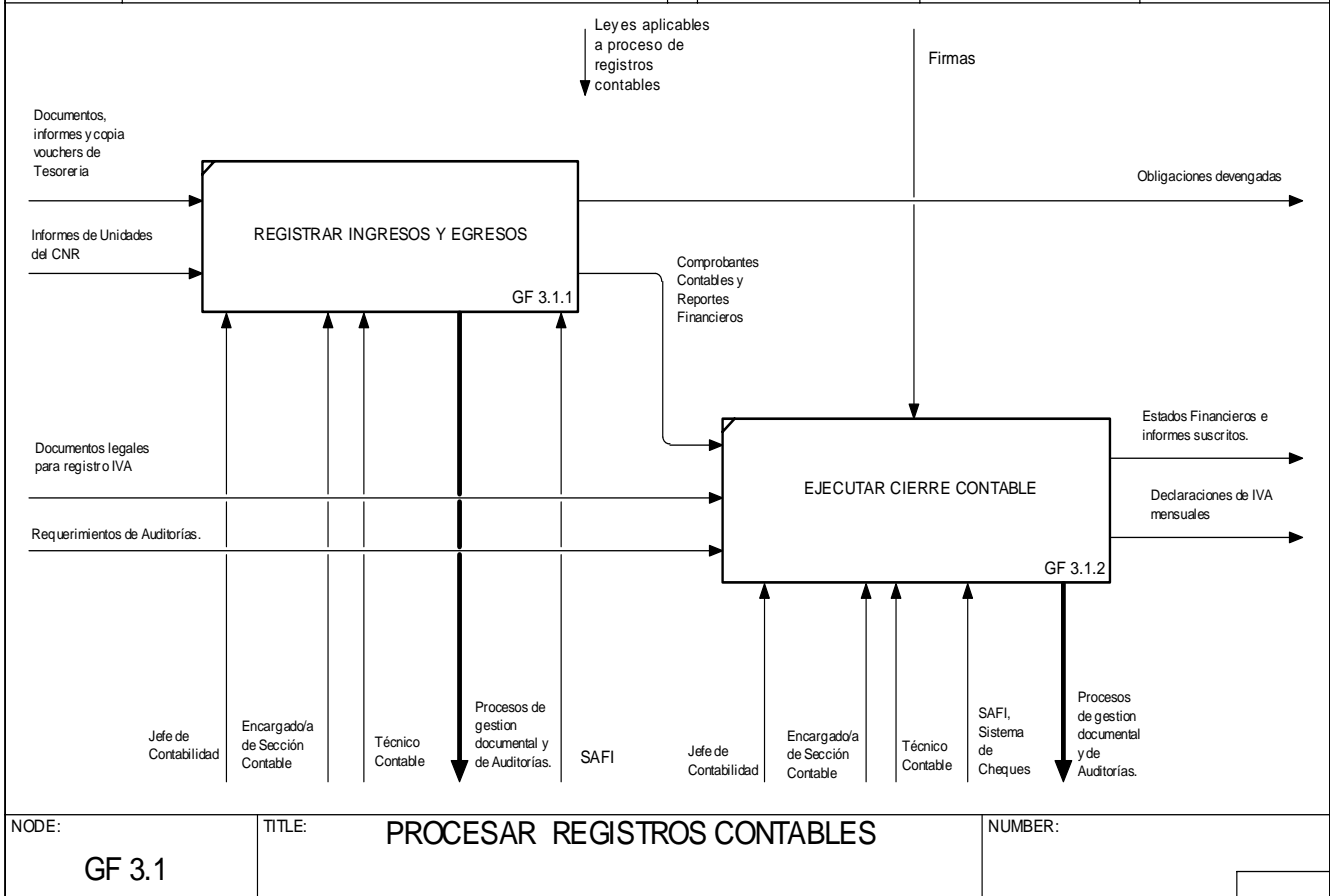 Leyes aplicables
a proceso de
registros
contables
Firmas
Documentos,
informes y copia
vouchers de
Tesoreria
Obligaciones devengadas
REGISTRAR INGRESOS Y EGRESOS
Informes de Unidades
del CNR
GF 3.1.1
Comprobantes
Contables y
Reportes
Financieros
Documentos legales
para registro IVA
Estados Financieros e
informes suscritos.
EJECUTAR CIERRE CONTABLE
Declaraciones de IVA
mensuales
Requerimientos de Auditorías.
GF 3.1.2
Jefe de
Contabilidad
Encargado/a
de Sección
Contable
Técnico
Contable
Procesos de
gestion
documental y
de Auditorías.
SAFI
Jefe de
Contabilidad
Encargado/a
de Sección
Contable
Técnico
Contable
SAFI,
Sistema
de
Cheques
Procesos
de gestion
documental
y de
Auditorías.
NODE:
GF 3.1
TITLE:
PROCESAR REGISTROS CONTABLES
NUMBER: